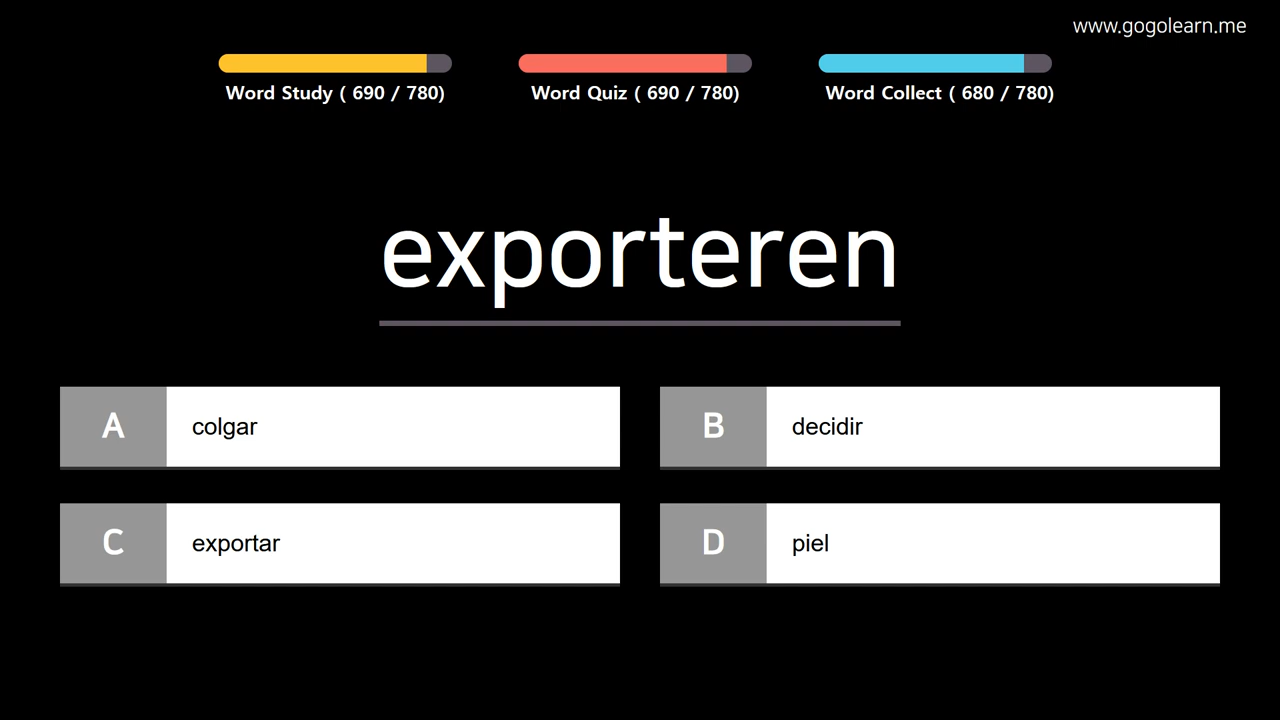 www.gogolearn.me
Word Study ( 690 / 780)
Word Quiz ( 690 / 780)
Word Collect ( 680 / 780)
exporteren
A colgar
B decidir
C exportar
D piel